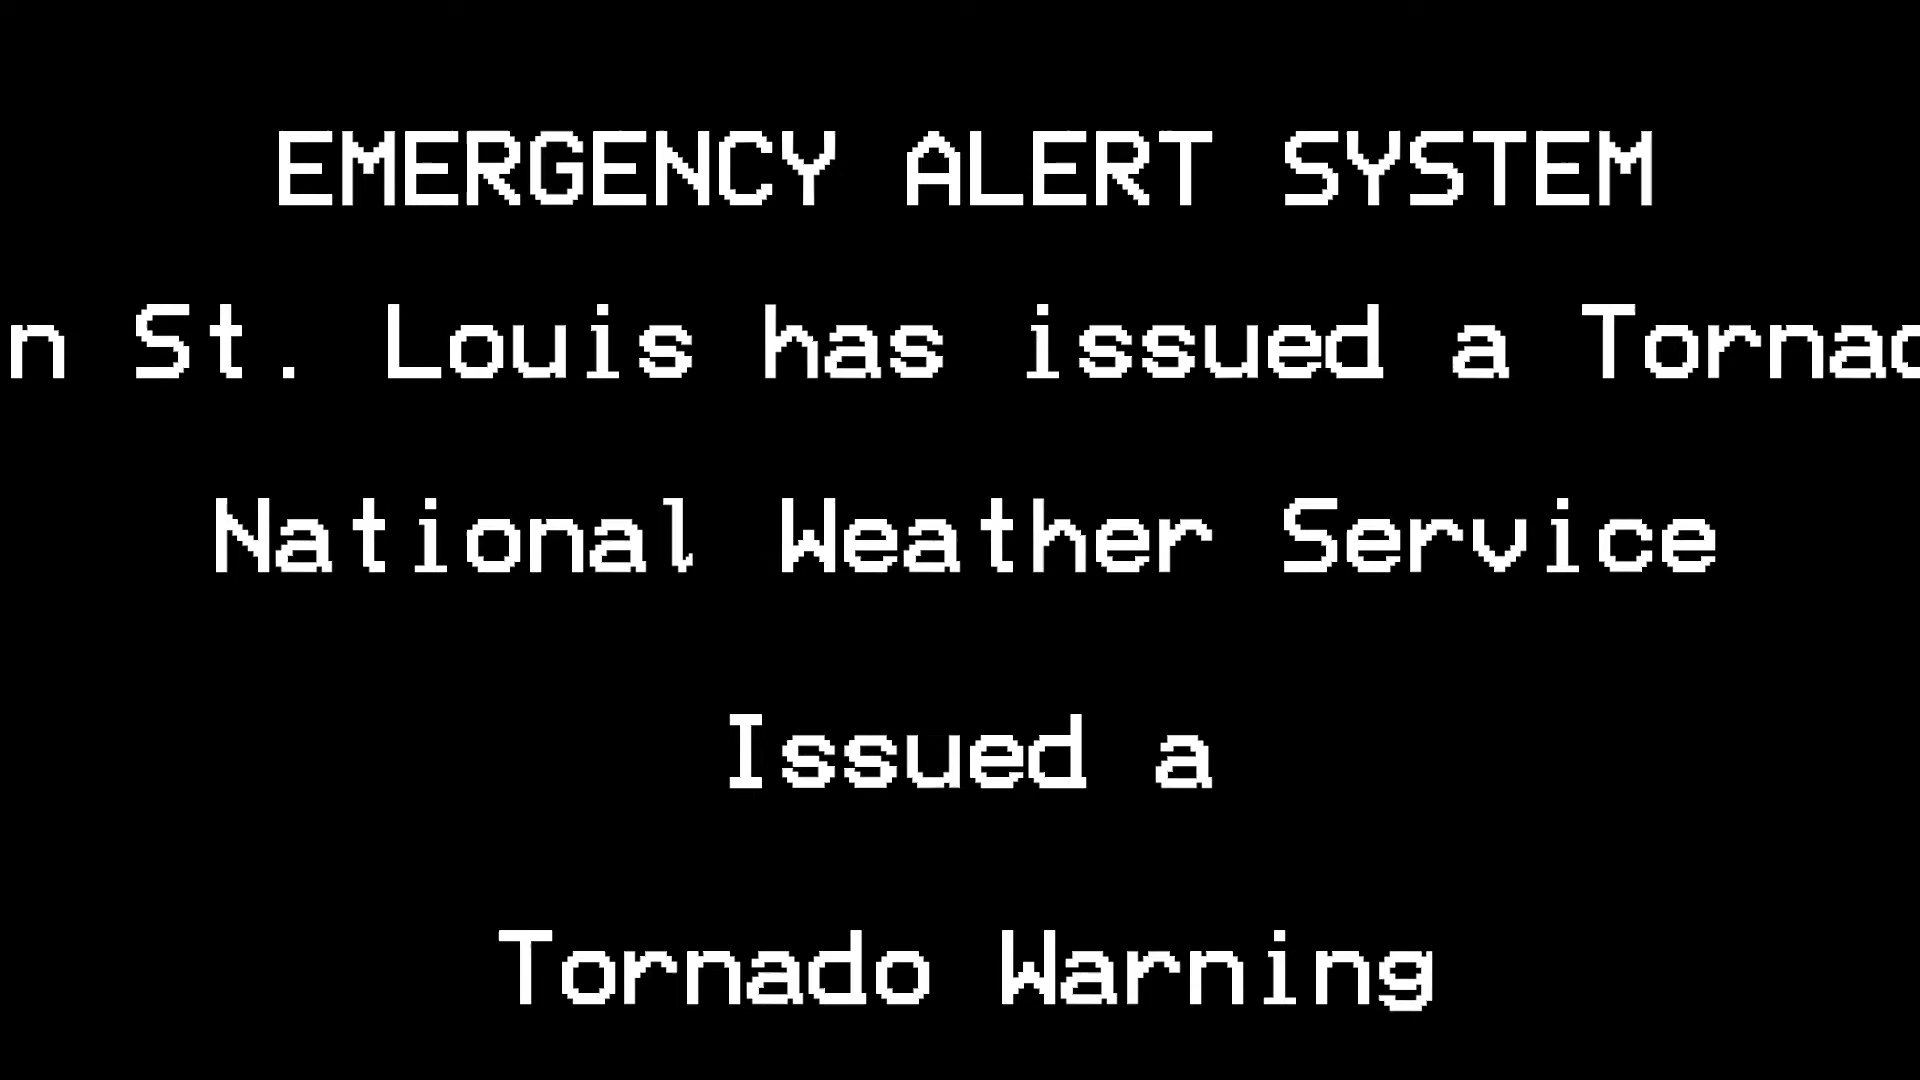 EMERGENCY ALERT SYSTEM
n St. Louis has issued a Tornad
National Weather Service
Issued a
Tornado Warning